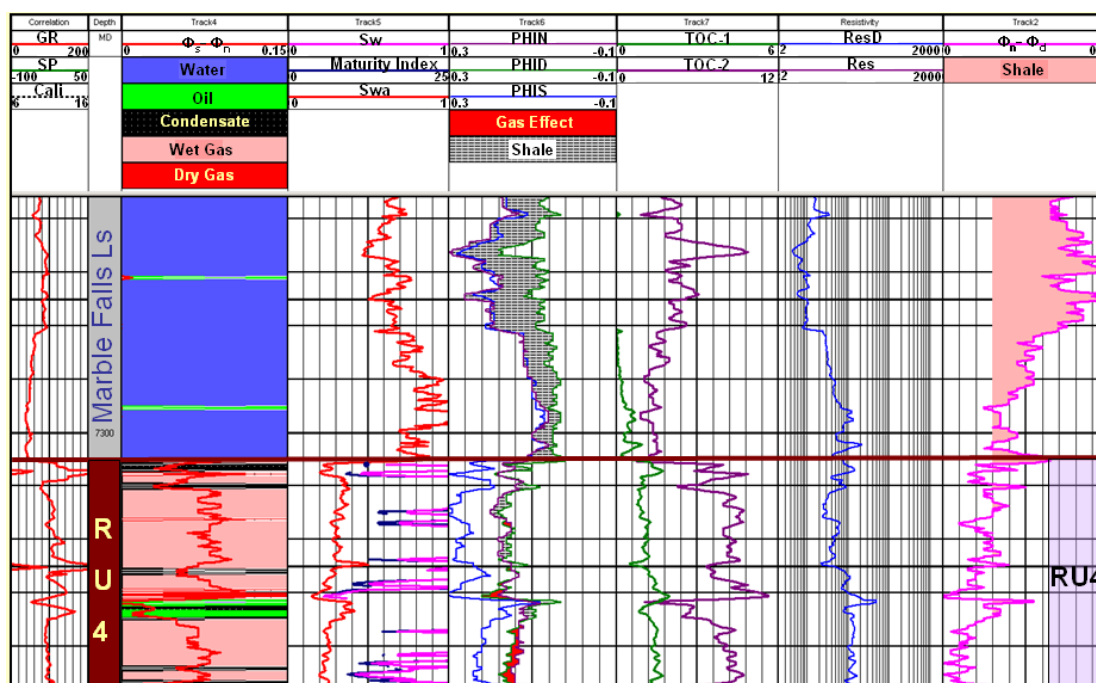 Correlation Depth Track4 Track5 Track6 Track7 Resistivity Track2
GR MD Φs - Φn Sw PHIN TOC-1 ResD Φn - Φd
0 200 0 0.15 0 1 0.3 -0.1 0 6 2 2000 0 0
SP Water Maturity Index PHID TOC-2 Res Shale
-100 50 0 25 0.3 -0.1 0 12 2 2000
Cali Oil Swa PHIS
6 16 0 1 0.3 -0.1
Condensate Gas Effect
Wet Gas Shale
Dry Gas
Marble Falls Ls
7300
RU4
RU4